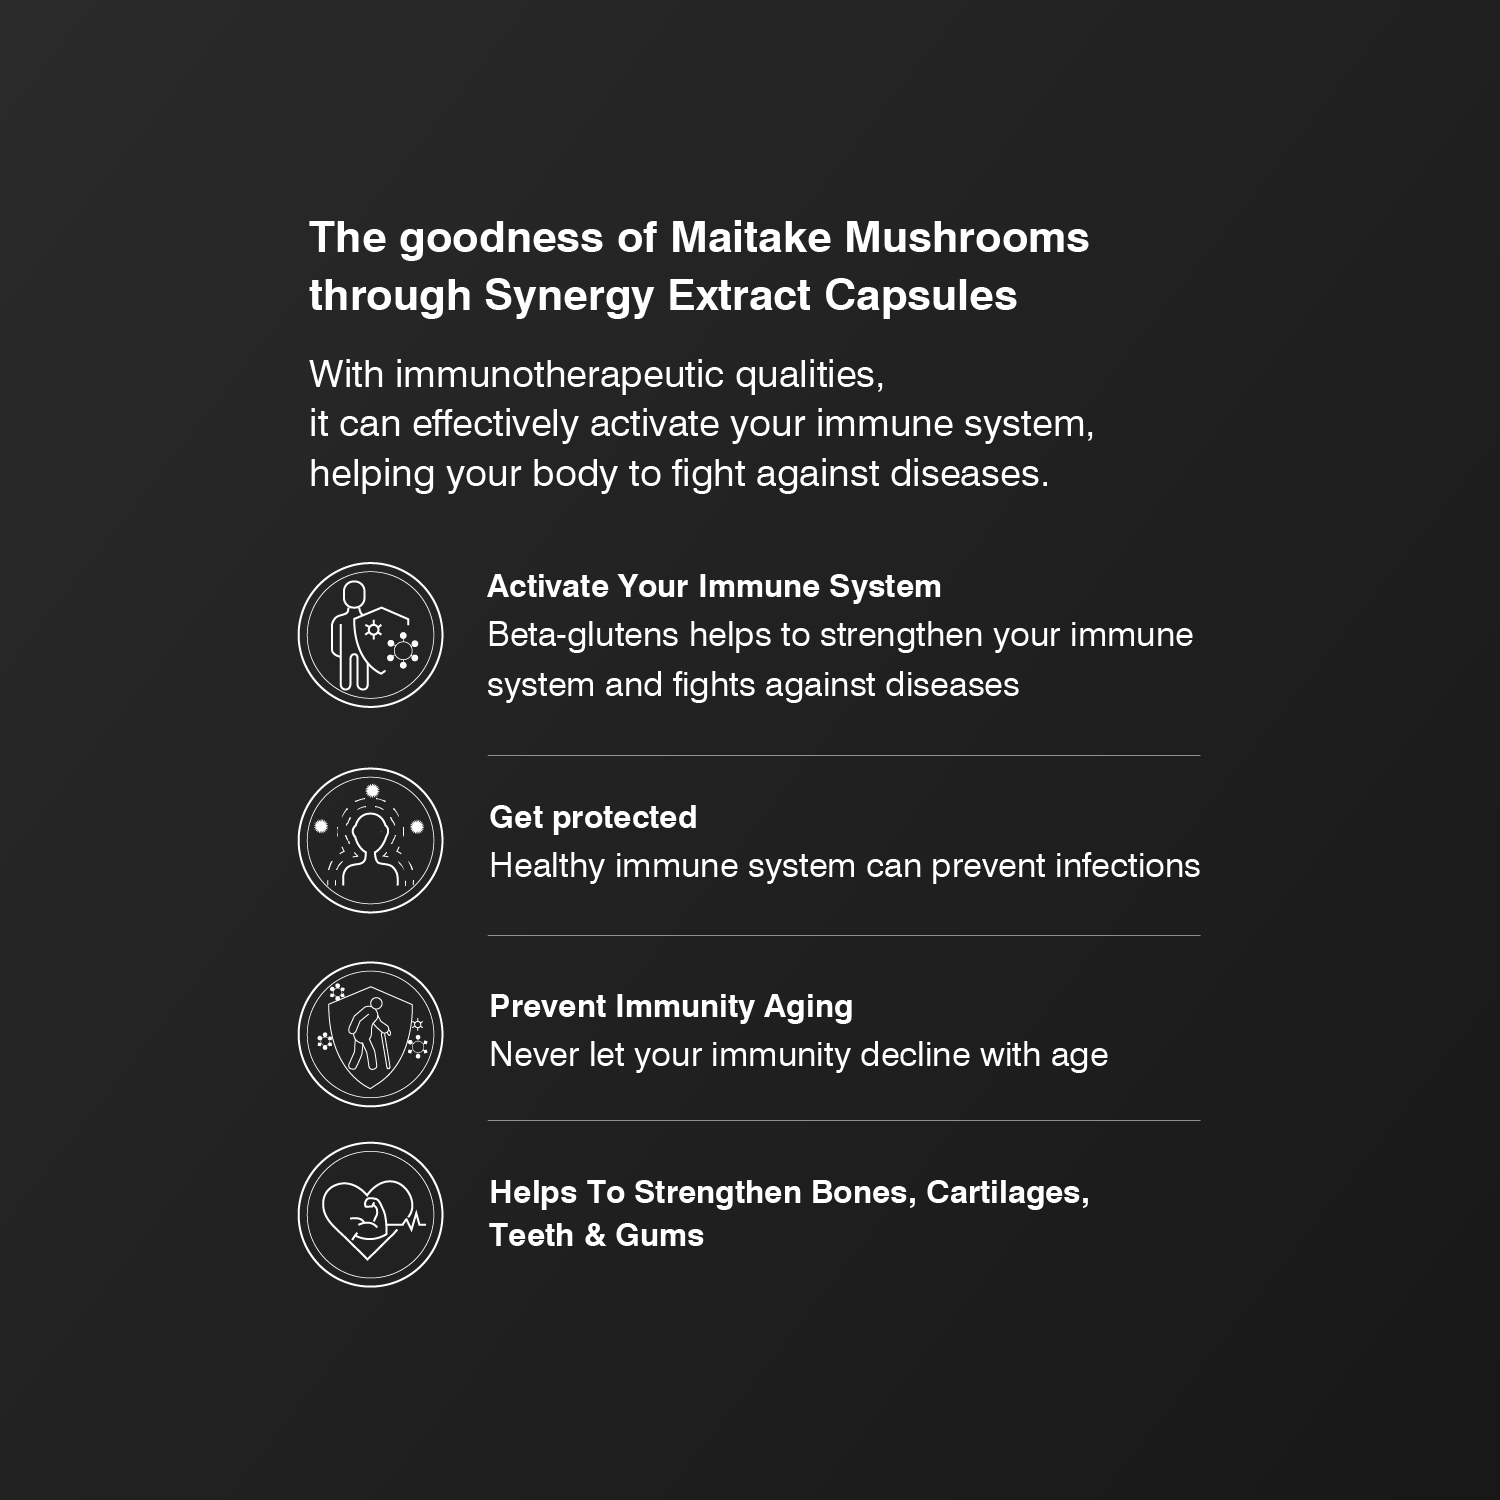 The goodness of Maitake Mushrooms
through Synergy Extract Capsules
With immunotherapeutic qualities,
it can effectively activate your immune system,
helping your body to fight against diseases.
Activate Your Immune System
Beta-glutens helps to strengthen your immune
system and fights against diseases
Get protected
Healthy immune system can prevent infections
Prevent Immunity Aging
Never let your immunity decline with age
Helps To Strengthen Bones, Cartilages,
Teeth & Gums